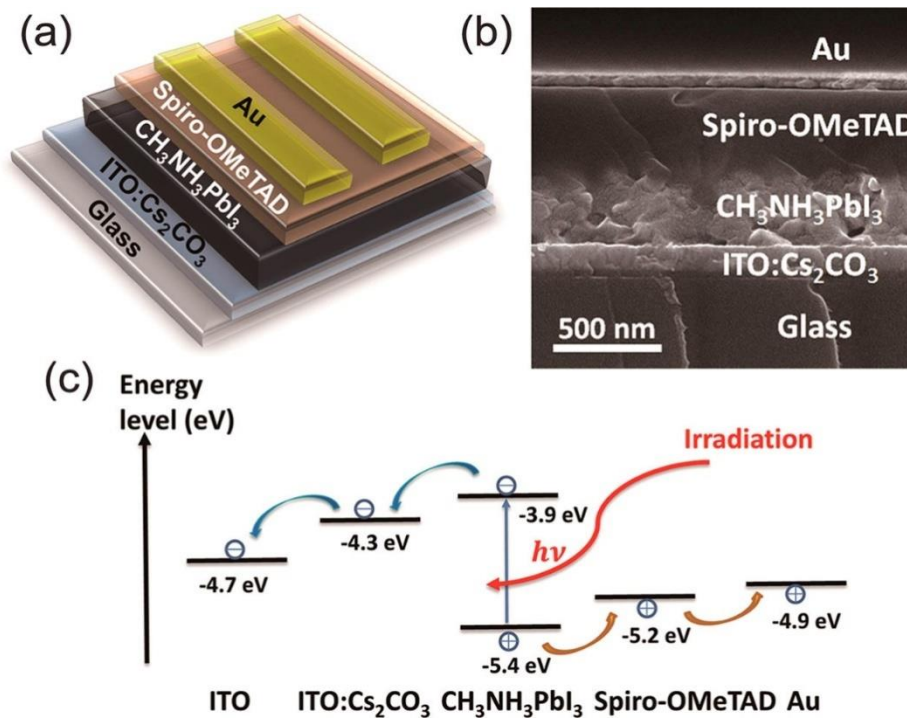 (a)
Au
Spiro-OMeTAD
CH₃NH₃PbI₃
ITO:Cs₂CO₃
Glass
(b)
Au
Spiro-OMeTAD
CH₃NH₃PbI₃
ITO:Cs₂CO₃
Glass
500 nm
(c)
Energy
level (eV)
Irradiation
hν
-4.7 eV
-4.3 eV
-3.9 eV
-5.4 eV
-5.2 eV
-4.9 eV
ITO ITO:Cs₂CO₃ CH₃NH₃PbI₃ Spiro-OMeTAD Au